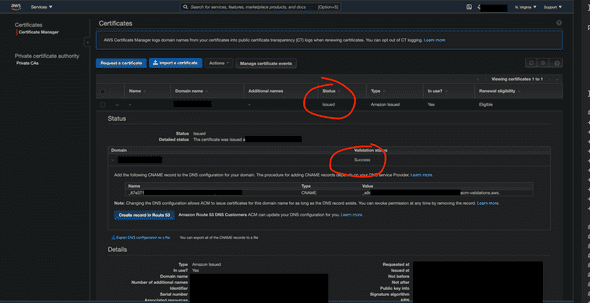 aws
Services
Search for services, features, marketplace products, and docs [Option+S]
N. Virginia
Support
Certificates
Certificate Manager
Private certificate authority
Private CAs
Certificates
AWS Certificate Manager logs domain names from your certificates into public certificate transparency (CT) logs when renewing certificates. You can opt out of CT logging. Learn more
Request a certificate
Import a certificate
Actions
Manage certificate events
Viewing certificates 1 to 1
Name Domain name Additional names Status Type In use? Renewal eligibility
Issued Amazon Issued Yes Eligible
Status
Status Issued
Detailed status The certificate was issued a
Domain Validation status
Success
Add the following CNAME record to the DNS configuration for your domain. The procedure for adding CNAME records depends on your DNS service Provider. Learn more.
Name Type Value
CNAME acm-validations.aws.
Note: Changing the DNS configuration allows ACM to issue certificates for this domain name for as long as the DNS record exists. You can revoke permission at any time by removing the record. Learn more.
Create record in Route 53 Amazon Route 53 DNS Customers ACM can update your DNS configuration for you. Learn more.
Export DNS configuration to a file You can export all of the CNAME records to a file
Details
Type Amazon Issued
In use? Yes
Domain name
Number of additional names
Identifier
Serial number
Associated resources
Requested at
Issued at
Not before
Not after
Public key info
Signature algorithm
ARN